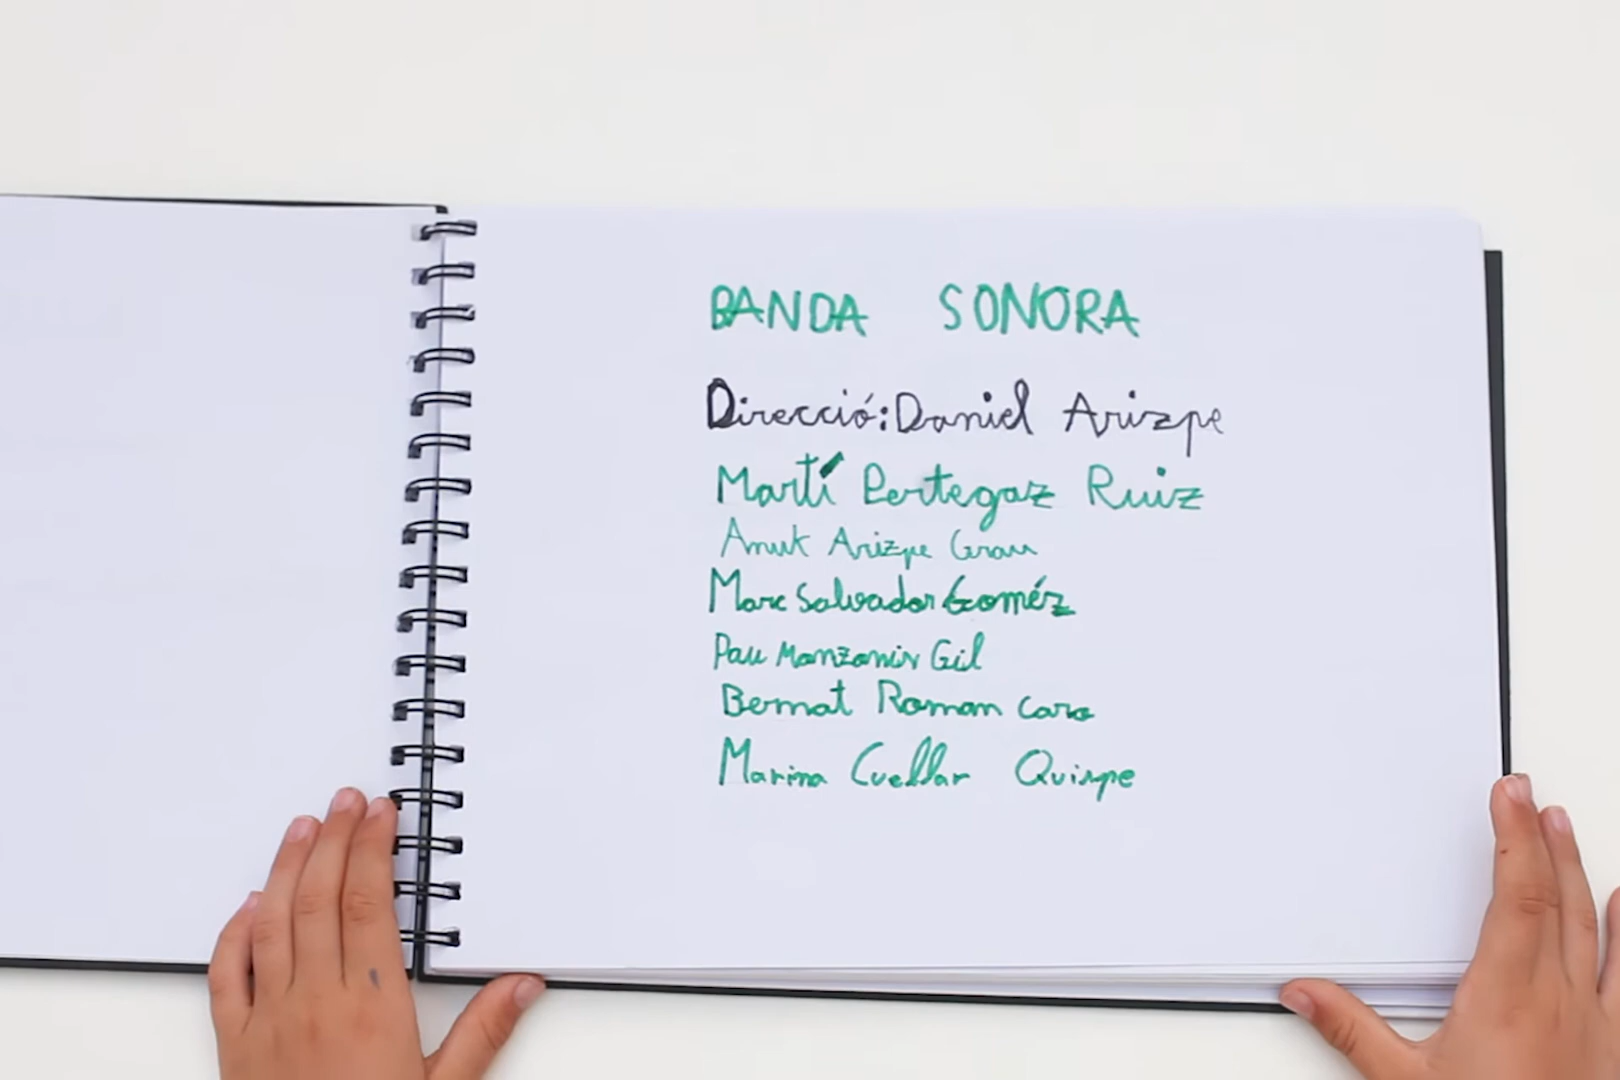 BANDA SONORA
Direcció: Daniel Arizpe
Martí Pertegaz Ruiz
Anuk Arizpe Grau
Marc Salvador Goméz
Pau Manzanir Gil
Bernat Roman Caro
Marina Cuellar Quispe